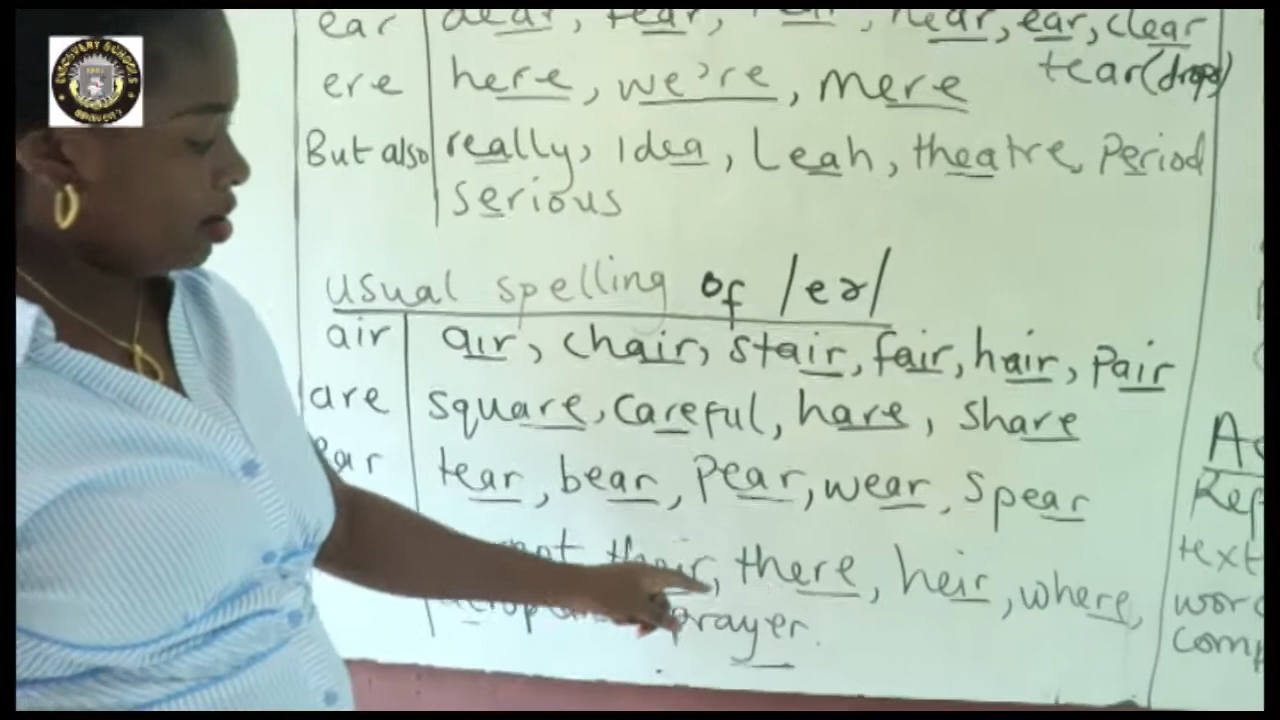 ear dear, fear, hear, ear, clear
tear(drops)
ere here, we're, mere
But also really, Idea, Leah, theatre, Period
serious
usual spelling of /eə/
air air, chair, stair, fair, hair, Pair
are square, Careful, hare, share
ear tear, bear, Pear, wear, Spear
their, there, heir, where,
prayer.